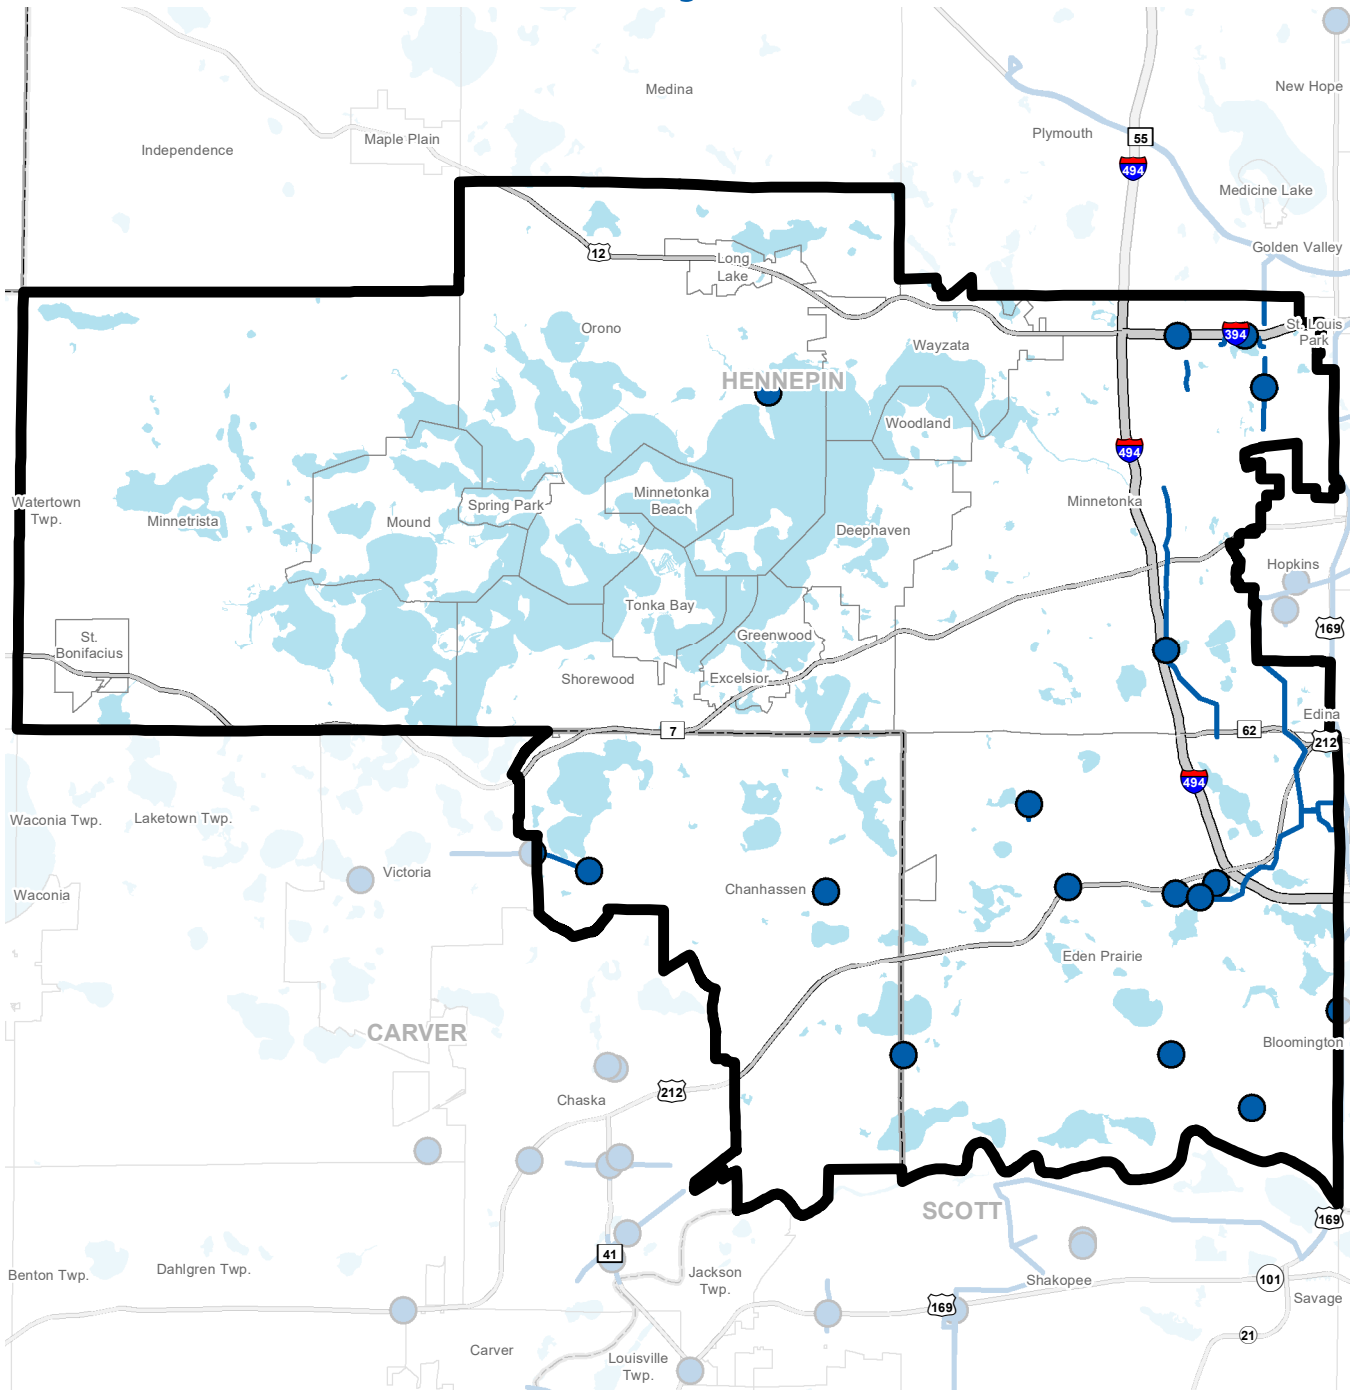 Medina
New Hope
Plymouth
55
Maple Plain
Independence
494
Medicine Lake
Golden Valley
12
Long
Lake
Orono
St. Louis
Park
394
Wayzata
HENNEPIN
Woodland
494
Minnetonka
Beach
Watertown
Twp.
Minnetrista
Spring Park
Mound
Minnetonka
Deephaven
Hopkins
Tonka Bay
169
Greenwood
St.
Bonifacius
Shorewood
Excelsior
Edina
7
62
212
494
Waconia Twp.
Laketown Twp.
Victoria
Waconia
Chanhassen
Eden Prairie
CARVER
Bloomington
212
Chaska
SCOTT
169
41
Benton Twp.
Dahlgren Twp.
Jackson
Twp.
Shakopee
101
169
Savage
21
Carver
Louisville
Twp.